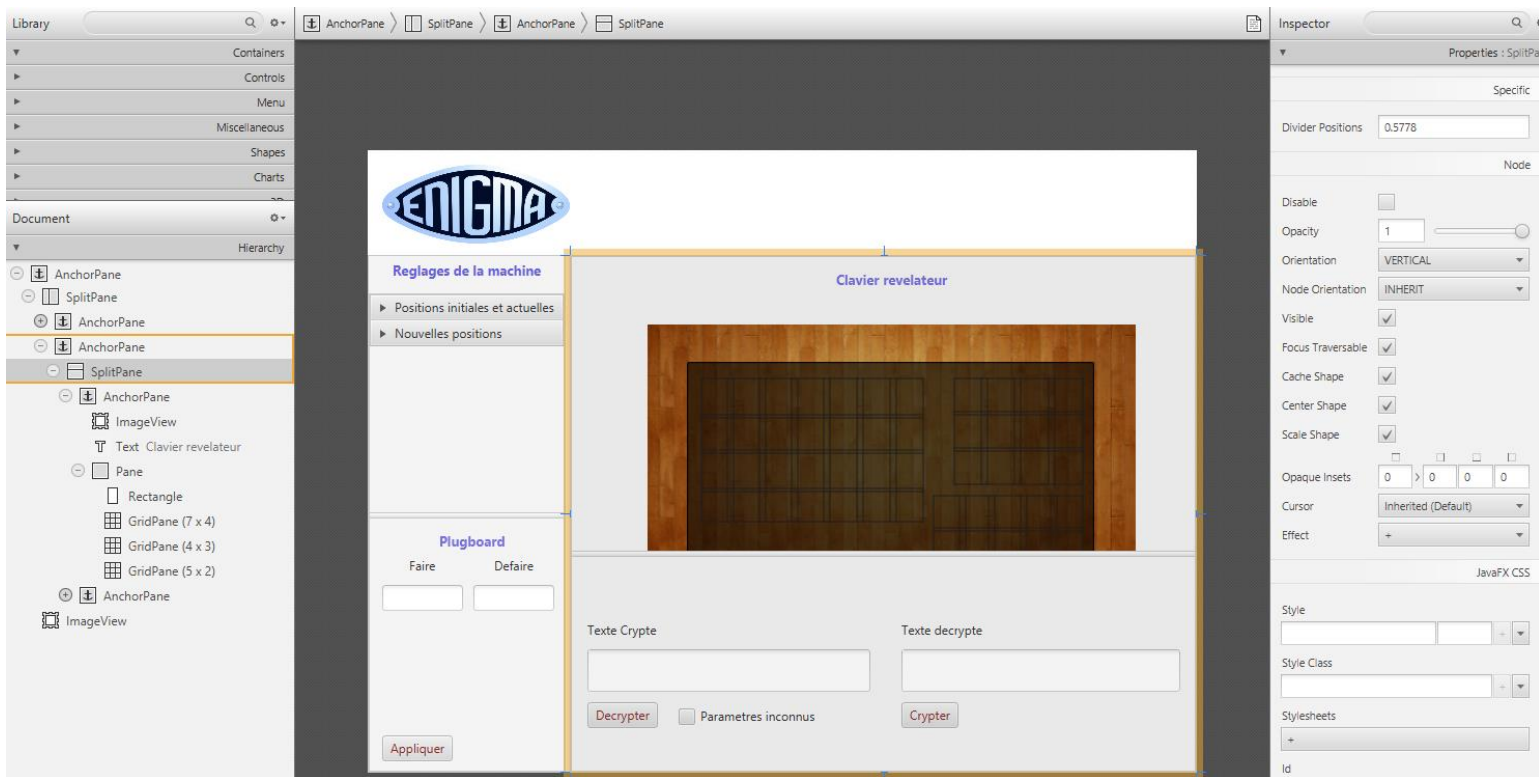 Library
Containers
Controls
Menu
Miscellaneous
Shapes
Charts
Document
Hierarchy
AnchorPane
SplitPane
AnchorPane
AnchorPane
SplitPane
AnchorPane
ImageView
Text Clavier revelateur
Pane
Rectangle
GridPane (7 x 4)
GridPane (4 x 3)
GridPane (5 x 2)
AnchorPane
ImageView
AnchorPane SplitPane AnchorPane SplitPane
ENIGMA
Reglages de la machine
Positions initiales et actuelles
Nouvelles positions
Plugboard
Faire Defaire
Appliquer
Clavier revelateur
Texte Crypte Texte decrypte
Decrypter Parametres inconnus Crypter
Inspector
Properties : SplitPa
Specific
Divider Positions 0.5778
Node
Disable
Opacity 1
Orientation VERTICAL
Node Orientation INHERIT
Visible
Focus Traversable
Cache Shape
Center Shape
Scale Shape
Opaque Insets 0 > 0 0 0
Cursor Inherited (Default)
Effect +
JavaFX CSS
Style
+
Style Class
+
Stylesheets
+
Id